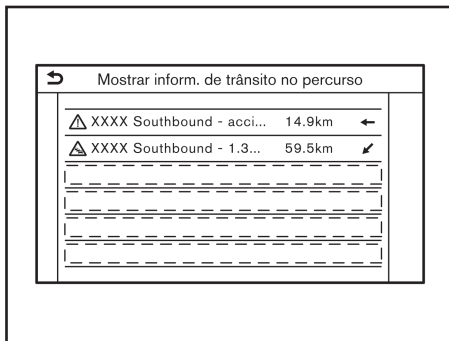 Mostrar inform. de trânsito no percurso
XXXX Southbound - acci... 14.9km
XXXX Southbound - 1.3... 59.5km